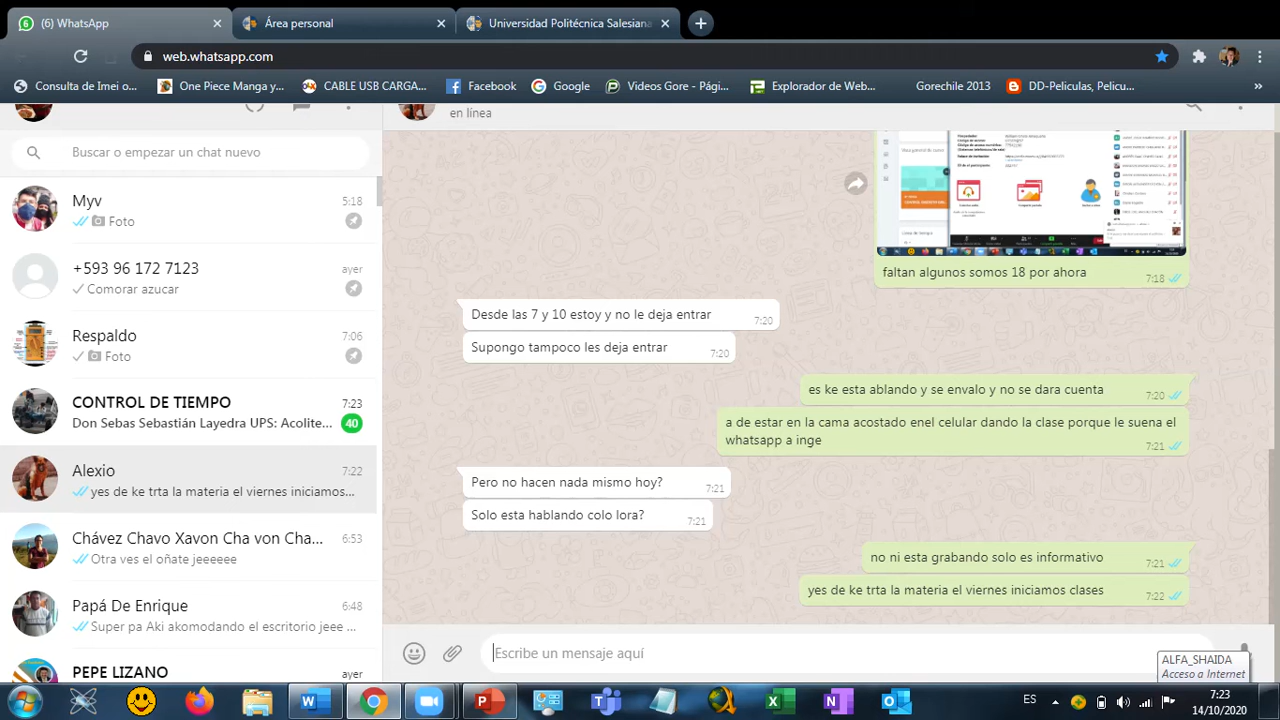 (6) WhatsApp
Área personal
Universidad Politécnica Salesiana
web.whatsapp.com
Consulta de Imei o...
One Piece Manga y...
CABLE USB CARGA...
Facebook
Google
Videos Gore - Pági...
Explorador de Web...
Gorechile 2013
DD-Peliculas, Pelicu...
»
en línea
Buscar o empezar un chat nuevo
Myv
5:18
Foto
+593 96 172 7123
ayer
Comorar azucar
Respaldo
7:06
Foto
CONTROL DE TIEMPO
7:23
Don Sebas Sebastián Layedra UPS: Acolite...
40
Alexio
7:22
yes de ke trta la materia el viernes iniciamos...
Chávez Chavo Xavon Cha von Cha...
6:53
Otra ves el oñate jeeeeee
Papá De Enrique
6:48
Super pa Aki akomodando el escritorio jeee ...
PEPE LIZANO
ayer
faltan algunos somos 18 por ahora
7:18
Desde las 7 y 10 estoy y no le deja entrar
7:20
Supongo tampoco les deja entrar
7:20
es ke esta ablando y se envalo y no se dara cuenta
7:20
a de estar en la cama acostado enel celular dando la clase porque le suena el
whatsapp a inge
7:21
Pero no hacen nada mismo hoy?
7:21
Solo esta hablando colo lora?
7:21
no ni esta grabando solo es informativo
7:21
yes de ke trta la materia el viernes iniciamos clases
7:22
Escribe un mensaje aquí
ALFA_SHAIDA
Acceso a Internet
ES
7:23
14/10/2020